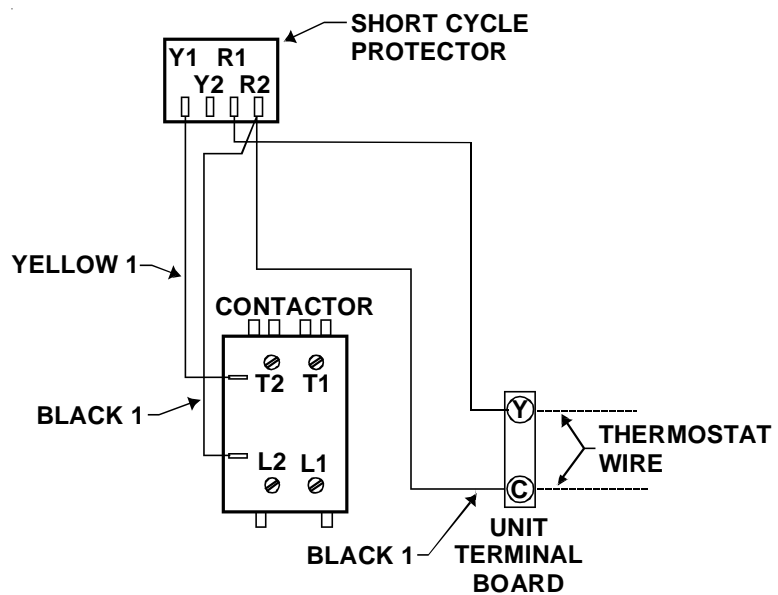 SHORT CYCLE
PROTECTOR
Y1 R1
Y2 R2
YELLOW 1
CONTACTOR
T2 T1
BLACK 1
L2 L1
Y
THERMOSTAT
WIRE
C
BLACK 1
UNIT
TERMINAL
BOARD